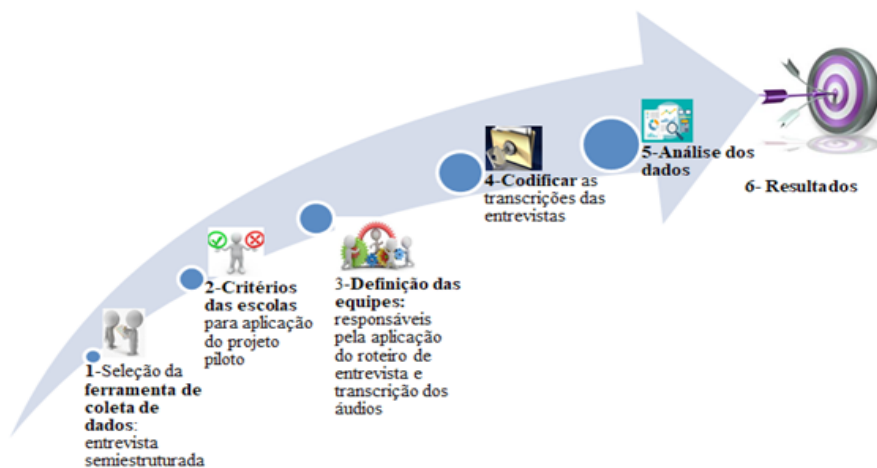 1-Seleção da
ferramenta de
coleta de
dados:
entrevista
semiestruturada
2-Critérios
das escolas
para aplicação
do projeto
piloto
3-Definição das
equipes:
responsáveis
pela aplicação
do roteiro de
entrevista e
transcrição dos
áudios
4-Codificar as
transcrições das
entrevistas
5-Análise dos
dados
6- Resultados